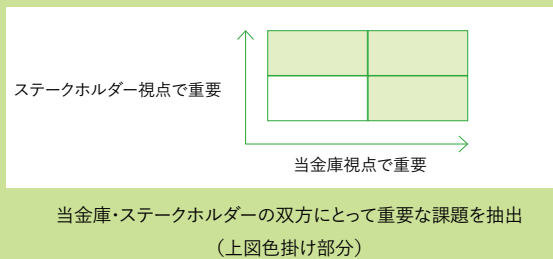 ステークホルダー視点で重要
当金庫視点で重要
当金庫・ステークホルダーの双方にとって重要な課題を抽出
（上図色掛け部分）